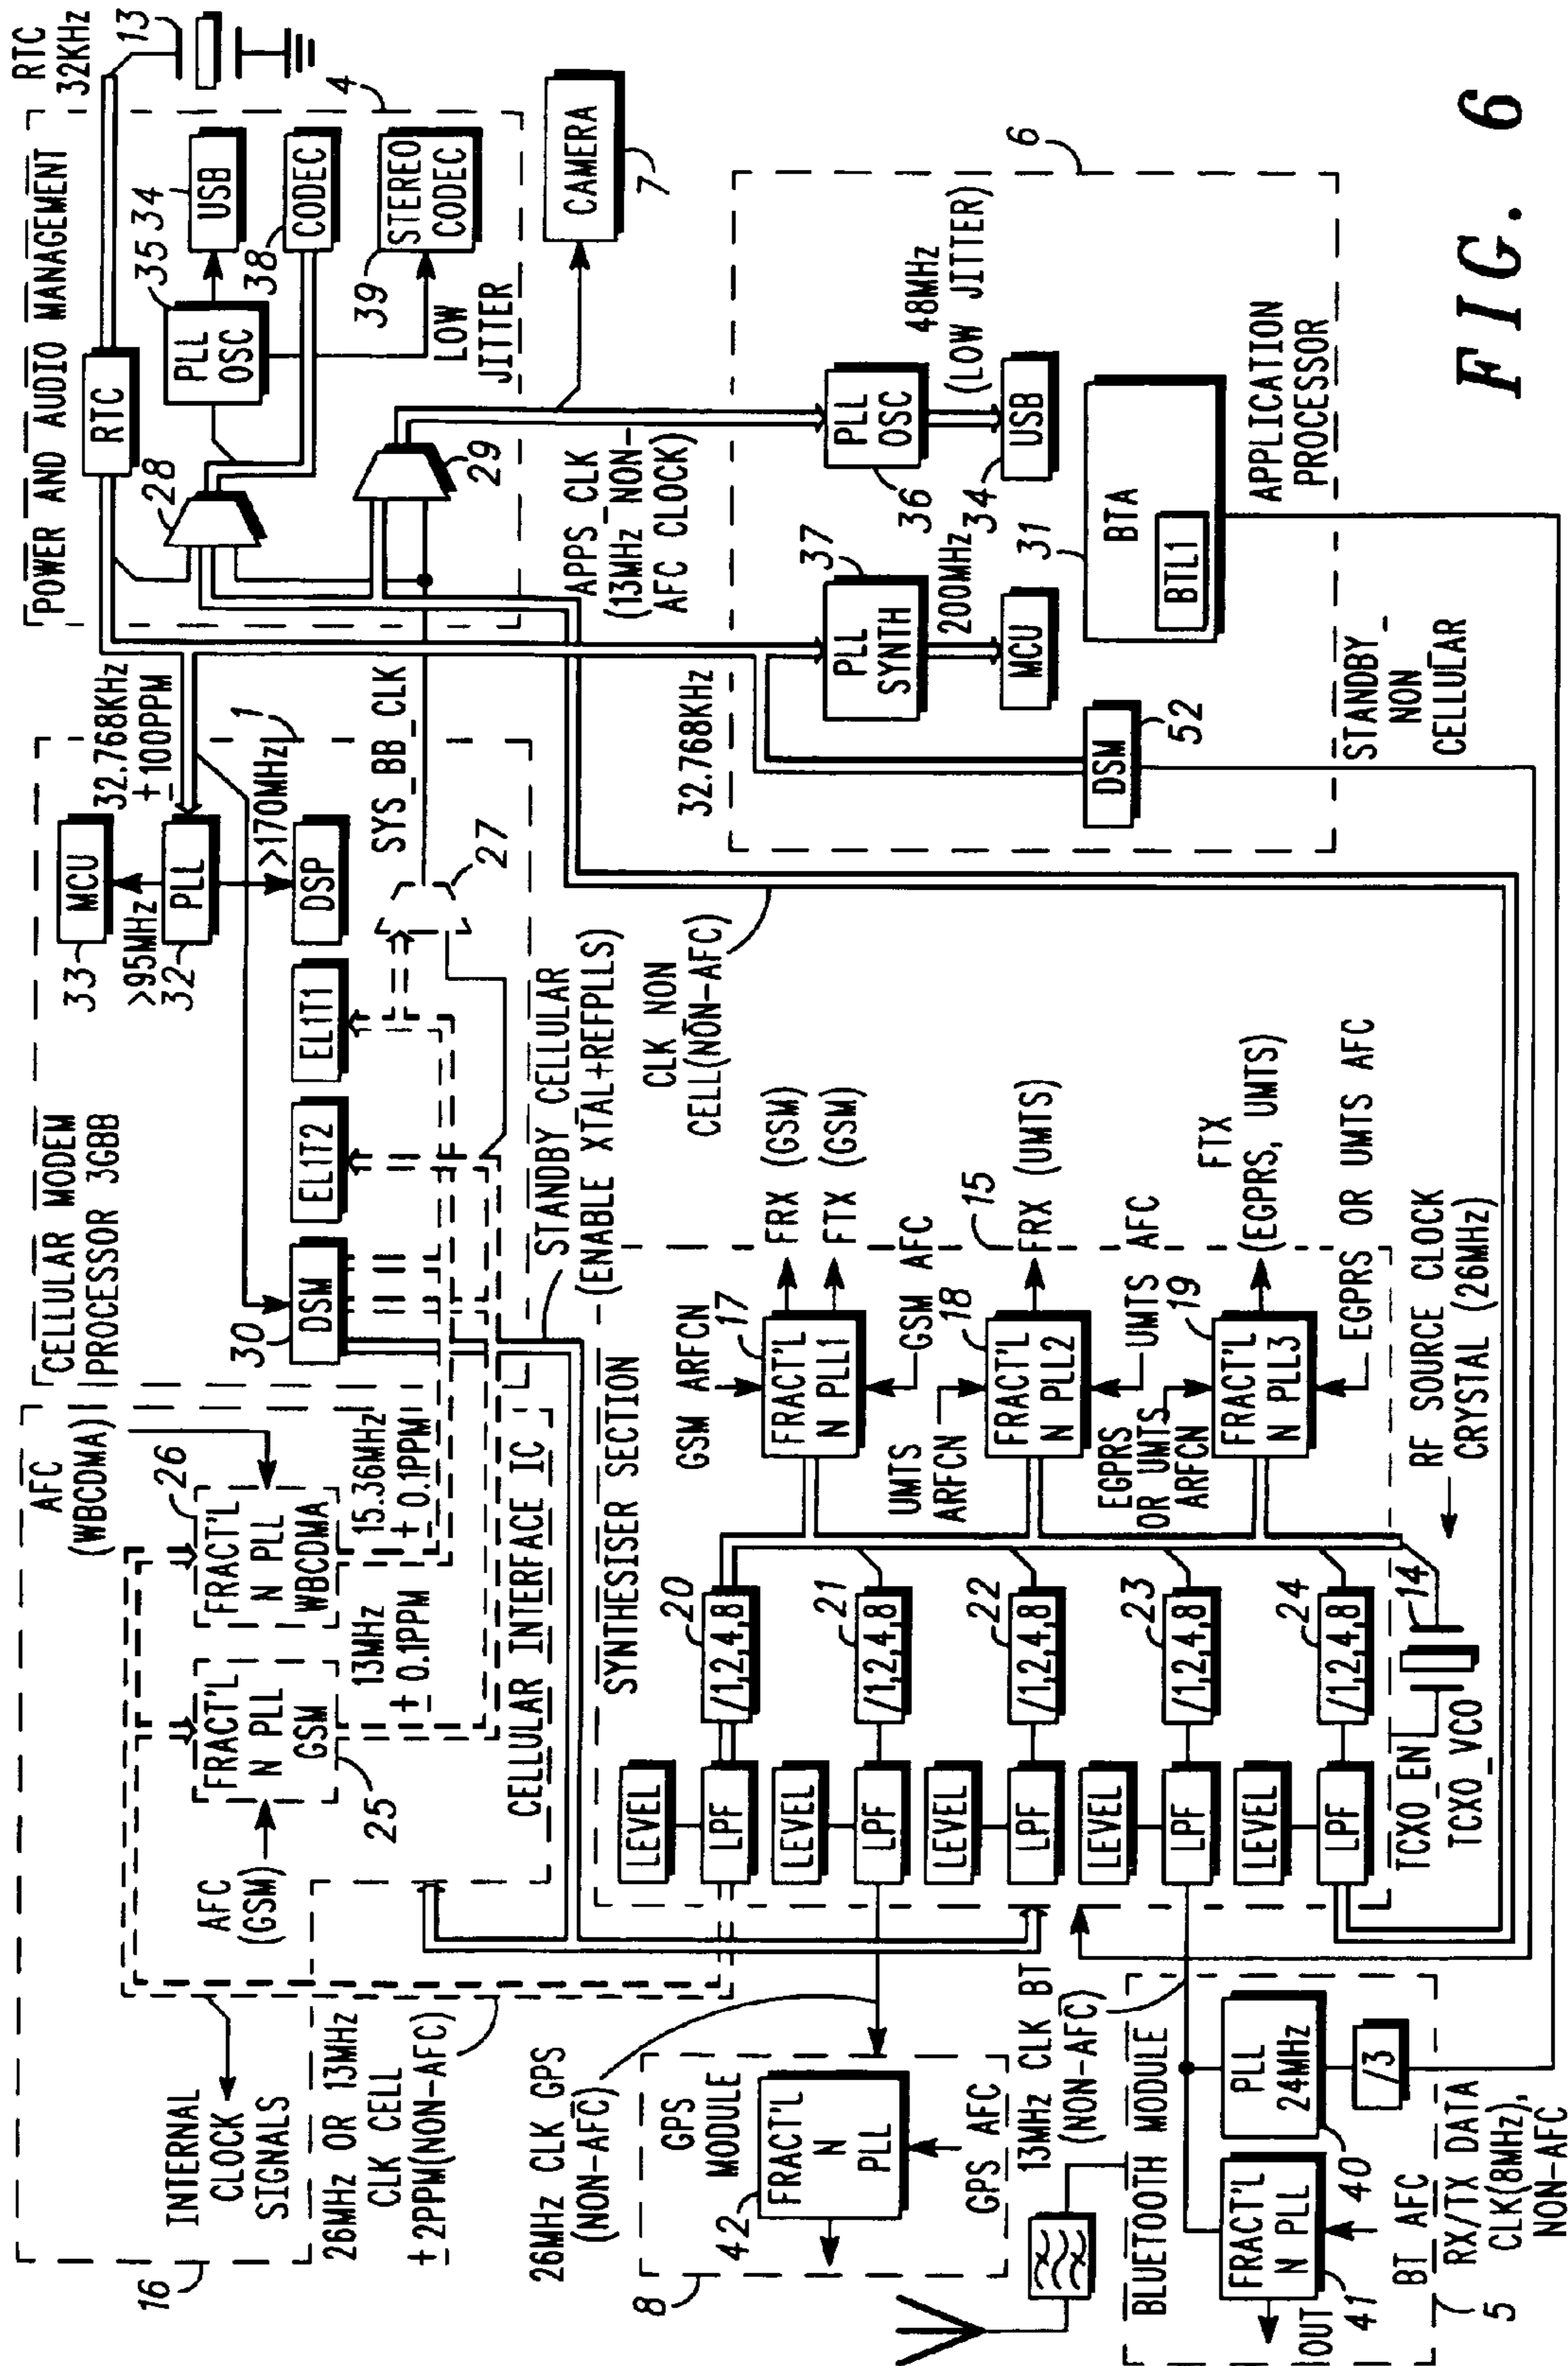 RTC
32KHz
13
POWER AND AUDIO MANAGEMENT
4
RTC
28
PLL
OSC
35
34
USB
38
CODEC
39
STEREO
CODEC
LOW
JITTER
29
CAMERA
7
APPS_CLK
(13MHz_NON-
AFC CLOCK)
CELLULAR MODEM
PROCESSOR 3GBB
1
33
MCU
>95MHz
32
PLL
32.768KHz
±100PPM
>170MHz
DSP
EL1T1
EL1T2
30
DSM
SYS_BB_CLK
27
STANDBY_CELLULAR
(ENABLE XTAL+REFPLLS)
CLK_NON
CELL(NON-AFC)
32.768KHz
6
37
PLL
SYNTH
200MHz
MCU
36
PLL
OSC
48MHz
(LOW JITTER)
34
USB
31
BTA
BTL1
DSM
52
APPLICATION
PROCESSOR
STANDBY_
NON
CELLULAR
AFC
(WBCDMA)
26
FRACT'L
N PLL
WBCDMA
15.36MHz
± 0.1PPM
FRACT'L
N PLL
GSM
25
13MHz
± 0.1PPM
AFC
(GSM)
CELLULAR INTERFACE IC
16
INTERNAL
CLOCK
SIGNALS
26MHz OR 13MHz
CLK CELL
±2PPM(NON-AFC)
SYNTHESISER SECTION
15
GSM ARFCN
17
FRACT'L
N PLL1
FRX (GSM)
FTX (GSM)
GSM AFC
UMTS
ARFCN
18
FRACT'L
N PLL2
FRX (UMTS)
UMTS AFC
EGPRS
OR UMTS
ARFCN
19
FRACT'L
N PLL3
FTX
(EGPRS, UMTS)
EGPRS OR UMTS AFC
RF SOURCE CLOCK
CRYSTAL (26MHz)
LEVEL
LPF
20
/1,2,4,8
LEVEL
LPF
21
/1,2,4,8
LEVEL
LPF
22
/1,2,4,8
LEVEL
LPF
23
/1,2,4,8
LEVEL
LPF
24
/1,2,4,8
14
TCXO_EN
TCXO_VCO
26MHz CLK GPS
(NON-AFC)
GPS
MODULE
8
42
FRACT'L
N
PLL
GPS AFC
13MHz CLK BT
(NON-AFC)
BLUETOOTH MODULE
PLL
24MHz
40
/3
FRACT'L
N PLL
41
OUT
BT AFC
5
RX/TX DATA
CLK(8MHz),
NON-AFC
FIG. 6